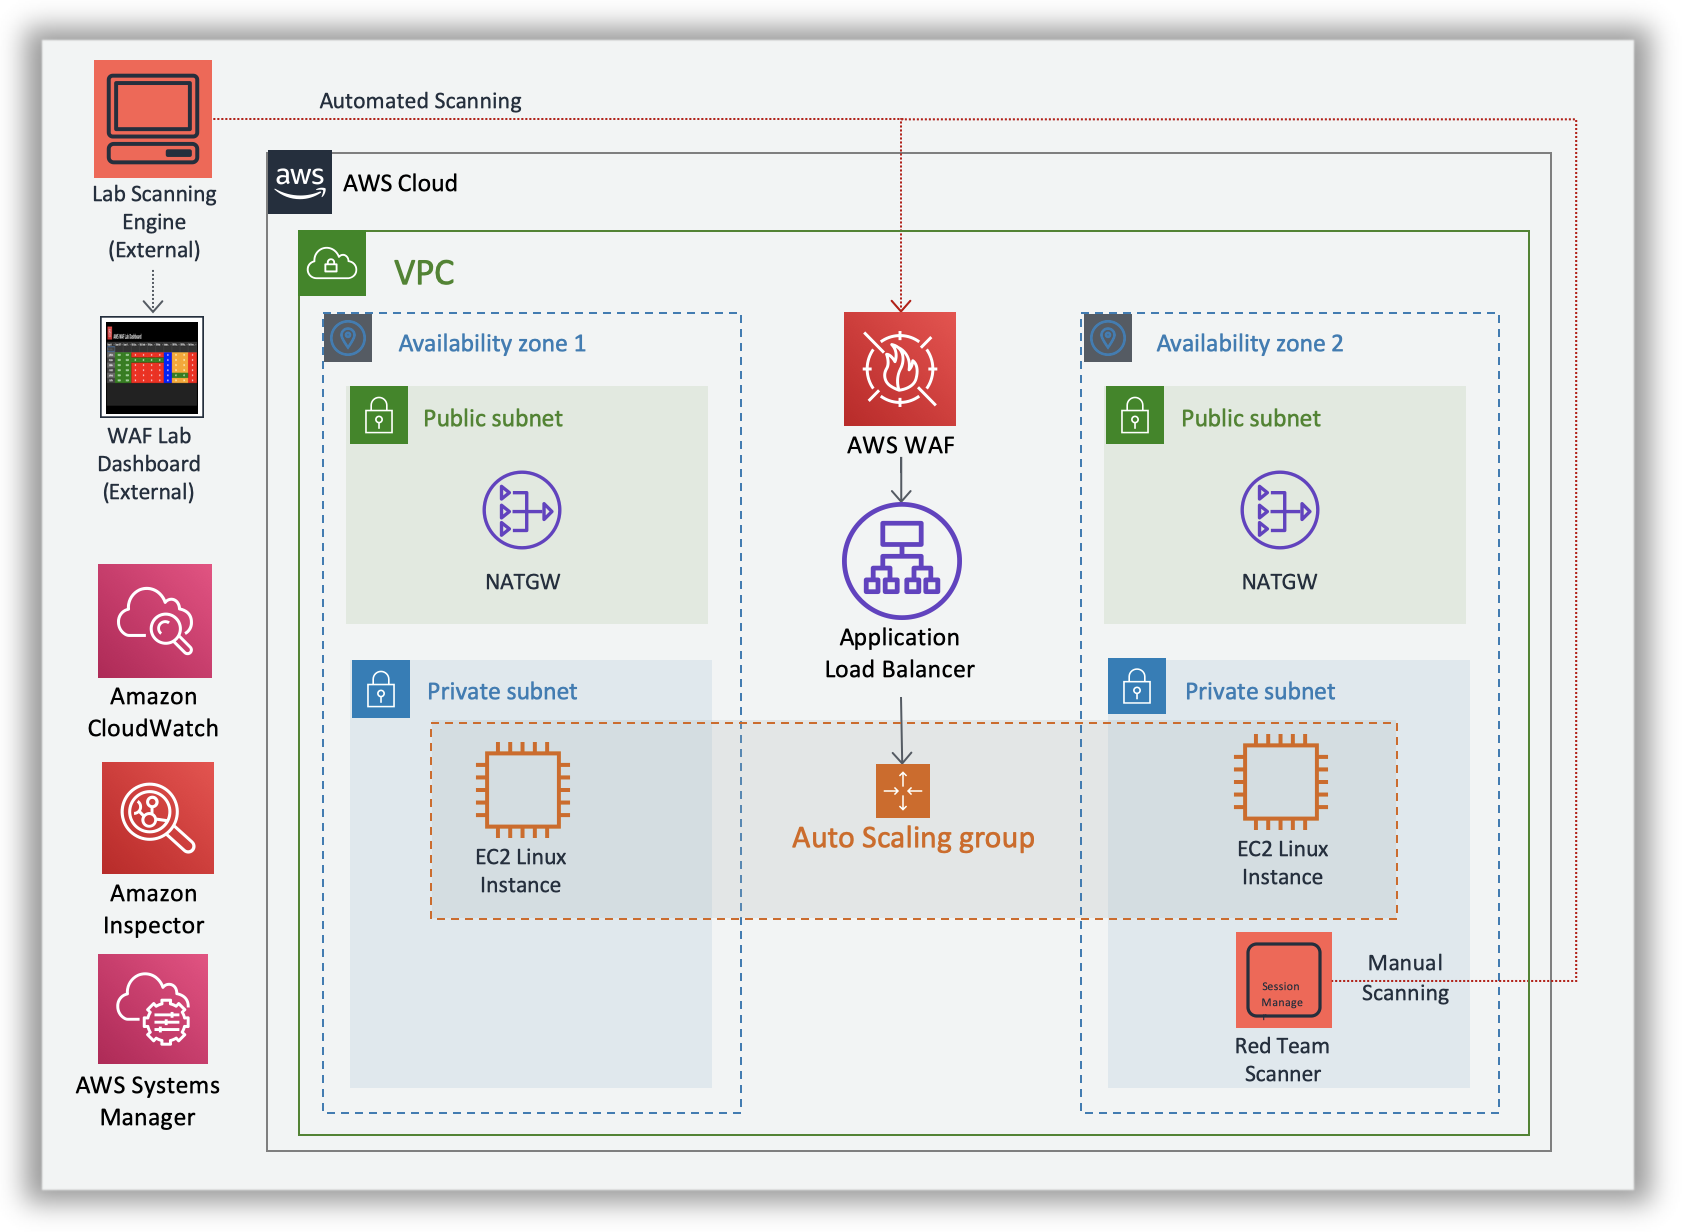 Automated Scanning
Lab Scanning
Engine
(External)
aws
AWS Cloud
VPC
WAF Lab
Dashboard
(External)
Availability zone 1
Public subnet
NATGW
Private subnet
EC2 Linux
Instance
AWS WAF
Application
Load Balancer
Auto Scaling group
Availability zone 2
Public subnet
NATGW
Private subnet
EC2 Linux
Instance
Session
Manage
r
Manual
Scanning
Red Team
Scanner
Amazon
CloudWatch
Amazon
Inspector
AWS Systems
Manager